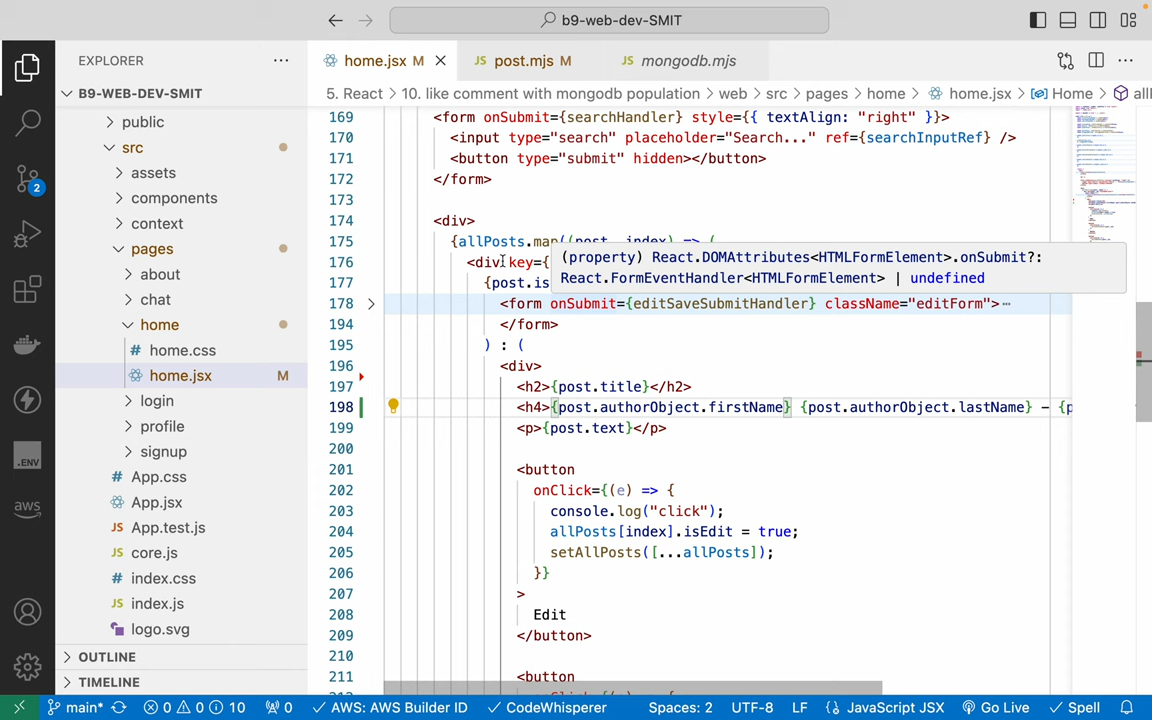 b9-web-dev-SMIT
EXPLORER
home.jsx M
JS post.mjs M
JS mongodb.mjs
B9-WEB-DEV-SMIT
5. React > 10. like comment with mongodb population > web > src > pages > home > home.jsx > Home >
public
src
assets
components
context
pages
about
chat
home
# home.css
home.jsx M
login
profile
signup
# App.css
App.jsx
JS App.test.js
JS core.js
# index.css
JS index.js
logo.svg
OUTLINE
TIMELINE
2
.ENV
aws
169 <form onSubmit={searchHandler} style={{ textAlign: "right" }}>
170 <input type="search" placeholder="Search..." ref={searchInputRef} />
171 <button type="submit" hidden></button>
172 </form>
173
174 <div>
175 {allPosts.map((post, index) => (
176 <div key={
177 {post.is
(property) React.DOMAttributes<HTMLFormElement>.onSubmit?:
React.FormEventHandler<HTMLFormElement> | undefined
178 <form onSubmit={editSaveSubmitHandler} className="editForm">
194 </form>
195 ) : (
196 <div>
197 <h2>{post.title}</h2>
198 <h4>{post.authorObject.firstName} {post.authorObject.lastName} - {p
199 <p>{post.text}</p>
200
201 <button
202 onClick={(e) => {
203 console.log("click");
204 allPosts[index].isEdit = true;
205 setAllPosts([...allPosts]);
206 }}
207 >
208 Edit
209 </button>
210
211 <button
main* 0 0 10 0 AWS: AWS Builder ID CodeWhisperer Spaces: 2 UTF-8 LF {} JavaScript JSX Go Live Spell